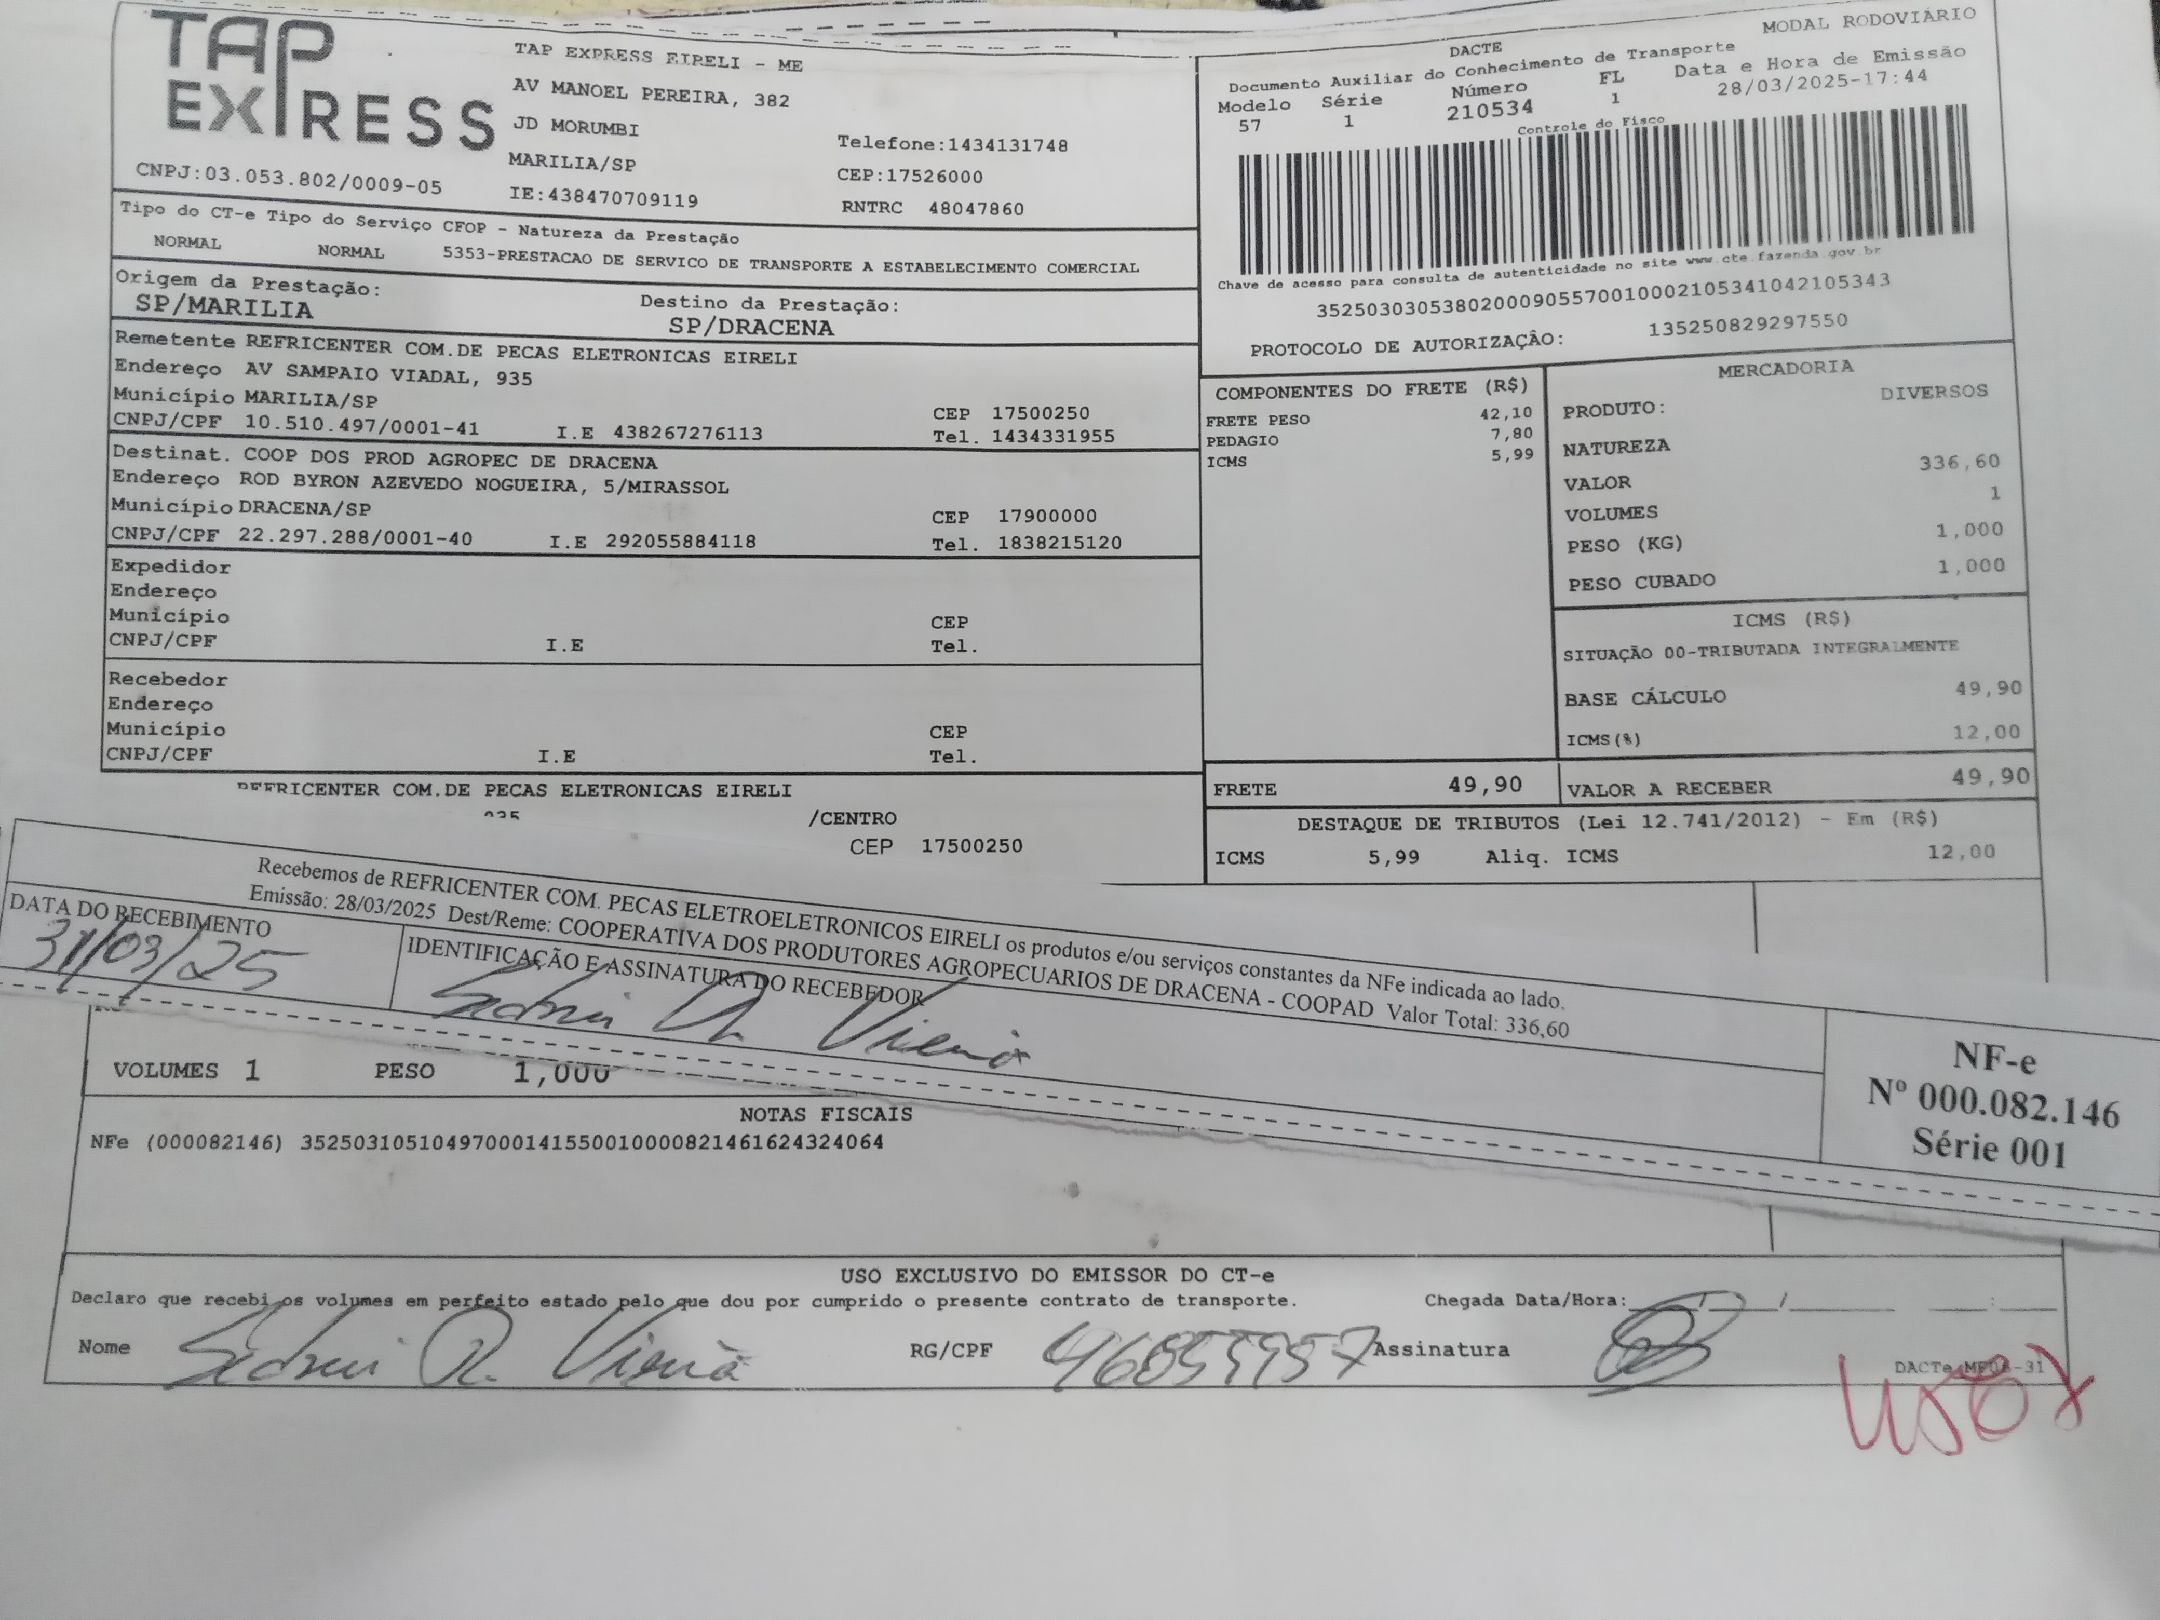 TAP EXPRESS
TAP EXPRESS EIRELI - ME
AV MANOEL PEREIRA, 382
JD MORUMBI
MARILIA/SP
IE:438470709119
Telefone:1434131748
CEP:17526000
RNTRC 48047860
CNPJ:03.053.802/0009-05
Tipo do CT-e Tipo do Serviço CFOP - Natureza da Prestação
NORMAL NORMAL 5353-PRESTACAO DE SERVICO DE TRANSPORTE A ESTABELECIMENTO COMERCIAL
Origem da Prestação: Destino da Prestação:
SP/MARILIA SP/DRACENA
Remetente REFRICENTER COM.DE PECAS ELETRONICAS EIRELI
Endereço AV SAMPAIO VIADAL, 935
Município MARILIA/SP CEP 17500250
CNPJ/CPF 10.510.497/0001-41 I.E 438267276113 Tel. 1434331955
Destinat. COOP DOS PROD AGROPEC DE DRACENA
Endereço ROD BYRON AZEVEDO NOGUEIRA, 5/MIRASSOL
Município DRACENA/SP CEP 17900000
CNPJ/CPF 22.297.288/0001-40 I.E 292055884118 Tel. 1838215120
Expedidor
Endereço
Município CEP
CNPJ/CPF I.E Tel.
Recebedor
Endereço
Município CEP
CNPJ/CPF I.E Tel.
REFRICENTER COM.DE PECAS ELETRONICAS EIRELI
935 /CENTRO
CEP 17500250
MODAL RODOVIÁRIO
DACTE
Documento Auxiliar do Conhecimento de Transporte
Modelo Série Número FL Data e Hora de Emissão
57 1 210534 1 28/03/2025-17:44
Controle do Fisco
Chave de acesso para consulta de autenticidade no site www.cte.fazenda.gov.br
35250303053802000905570010002105341042105343
PROTOCOLO DE AUTORIZAÇÂO: 135250829297550
COMPONENTES DO FRETE (R$)
FRETE PESO 42,10
PEDAGIO 7,80
ICMS 5,99
MERCADORIA
PRODUTO: DIVERSOS
NATUREZA
VALOR 336,60
VOLUMES 1
PESO (KG) 1,000
PESO CUBADO 1,000
ICMS (R$)
SITUAÇÃO 00-TRIBUTADA INTEGRALMENTE
BASE CÁLCULO 49,90
ICMS(%) 12,00
FRETE 49,90 VALOR A RECEBER 49,90
DESTAQUE DE TRIBUTOS (Lei 12.741/2012) - Em (R$)
ICMS 5,99 Aliq. ICMS 12,00
Recebemos de REFRICENTER COM. PECAS ELETROELETRONICOS EIRELI os produtos e/ou serviços constantes da NFe indicada ao lado.
Emissão: 28/03/2025 Dest/Reme: COOPERATIVA DOS PRODUTORES AGROPECUARIOS DE DRACENA - COOPAD Valor Total: 336,60
DATA DO RECEBIMENTO
31/03/25
IDENTIFICAÇÃO E ASSINATURA DO RECEBEDOR
NF-e
Nº 000.082.146
Série 001
VOLUMES 1 PESO 1,000
NOTAS FISCAIS
NFe (000082146) 35250310510497000141550010000821461624324064
USO EXCLUSIVO DO EMISSOR DO CT-e
Declaro que recebi os volumes em perfeito estado pelo que dou por cumprido o presente contrato de transporte.
Chegada Data/Hora: / / :
Nome RG/CPF Assinatura